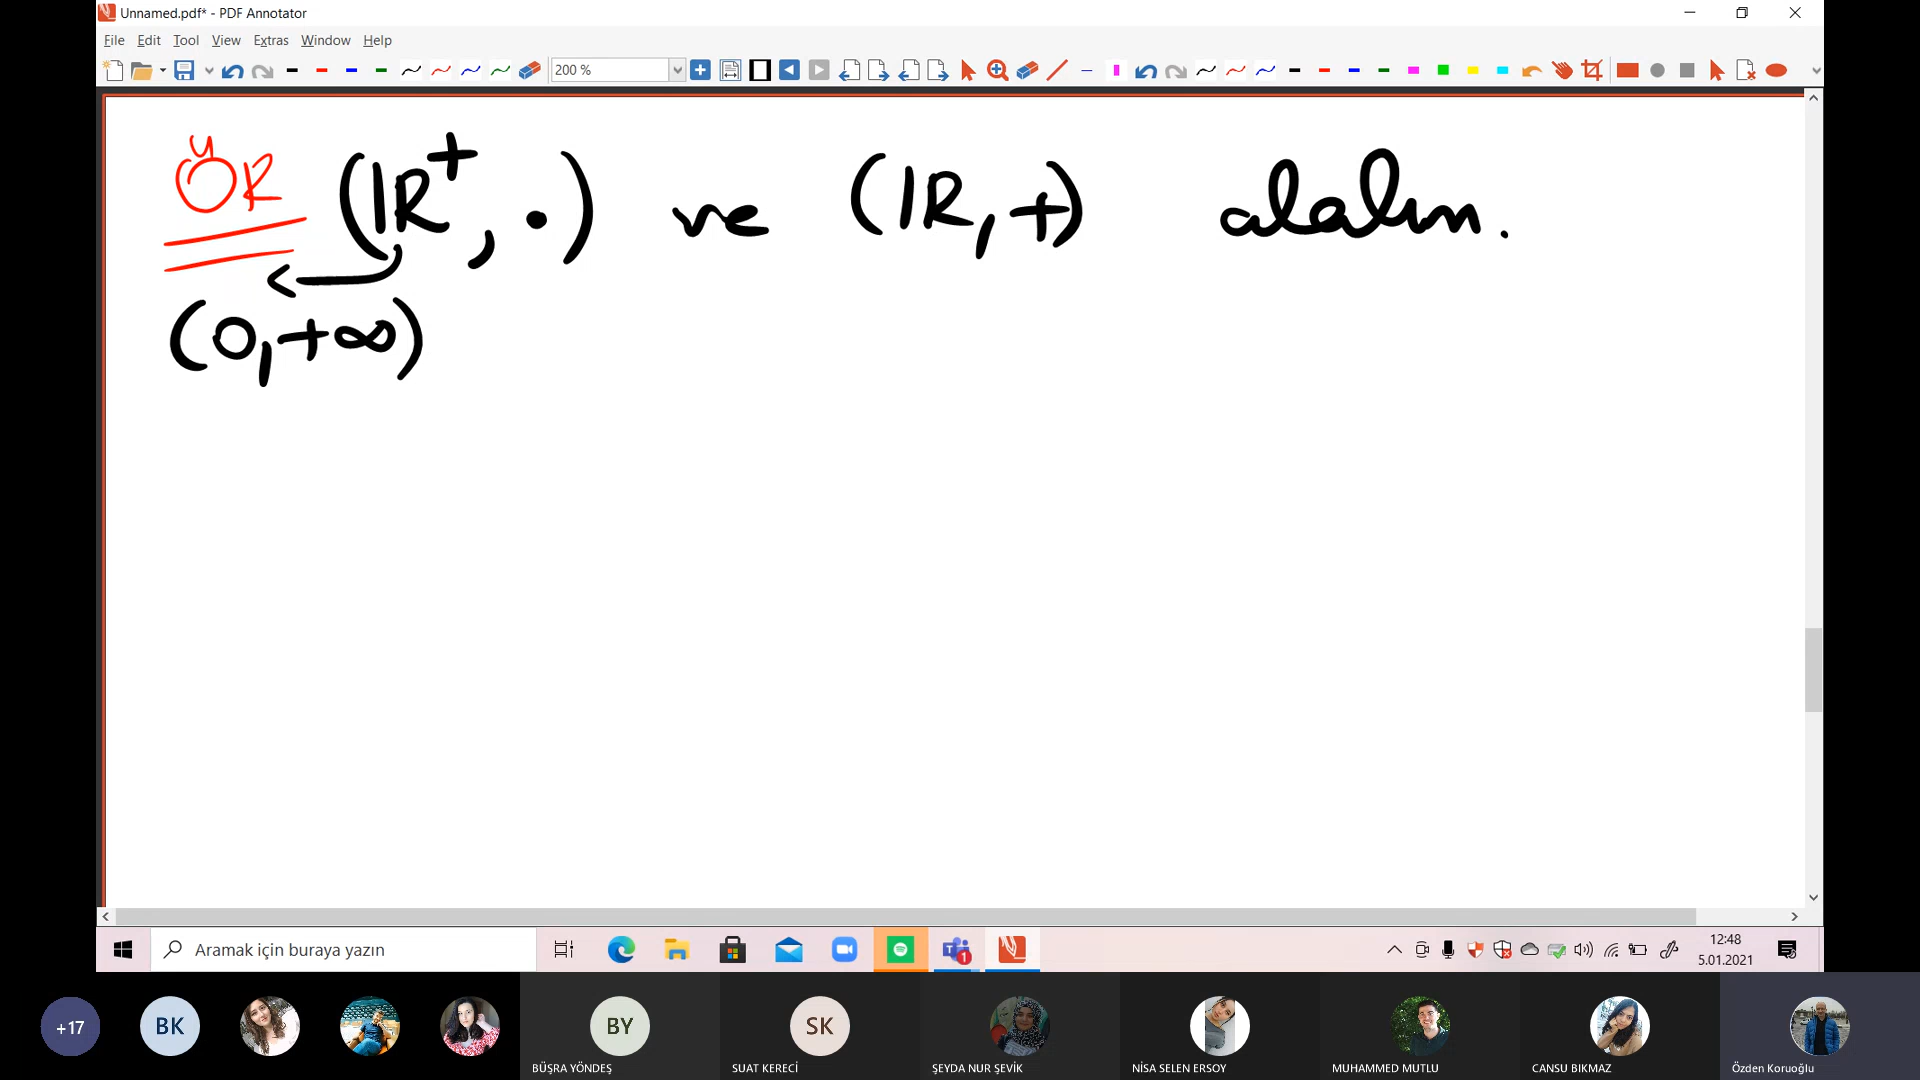 Unnamed.pdf* - PDF Annotator
File Edit Tool View Extras Window Help
200 %
ÖR (IR⁺, •) ve (IR, +) alalım.
(0, +∞)
Aramak için buraya yazın
1
12:48
5.01.2021
+17
BK
BY
SK
BÜŞRA YÖNDEŞ
SUAT KERECİ
ŞEYDA NUR ŞEVİK
NİSA SELEN ERSOY
MUHAMMED MUTLU
CANSU BIKMAZ
Özden Koruoğlu